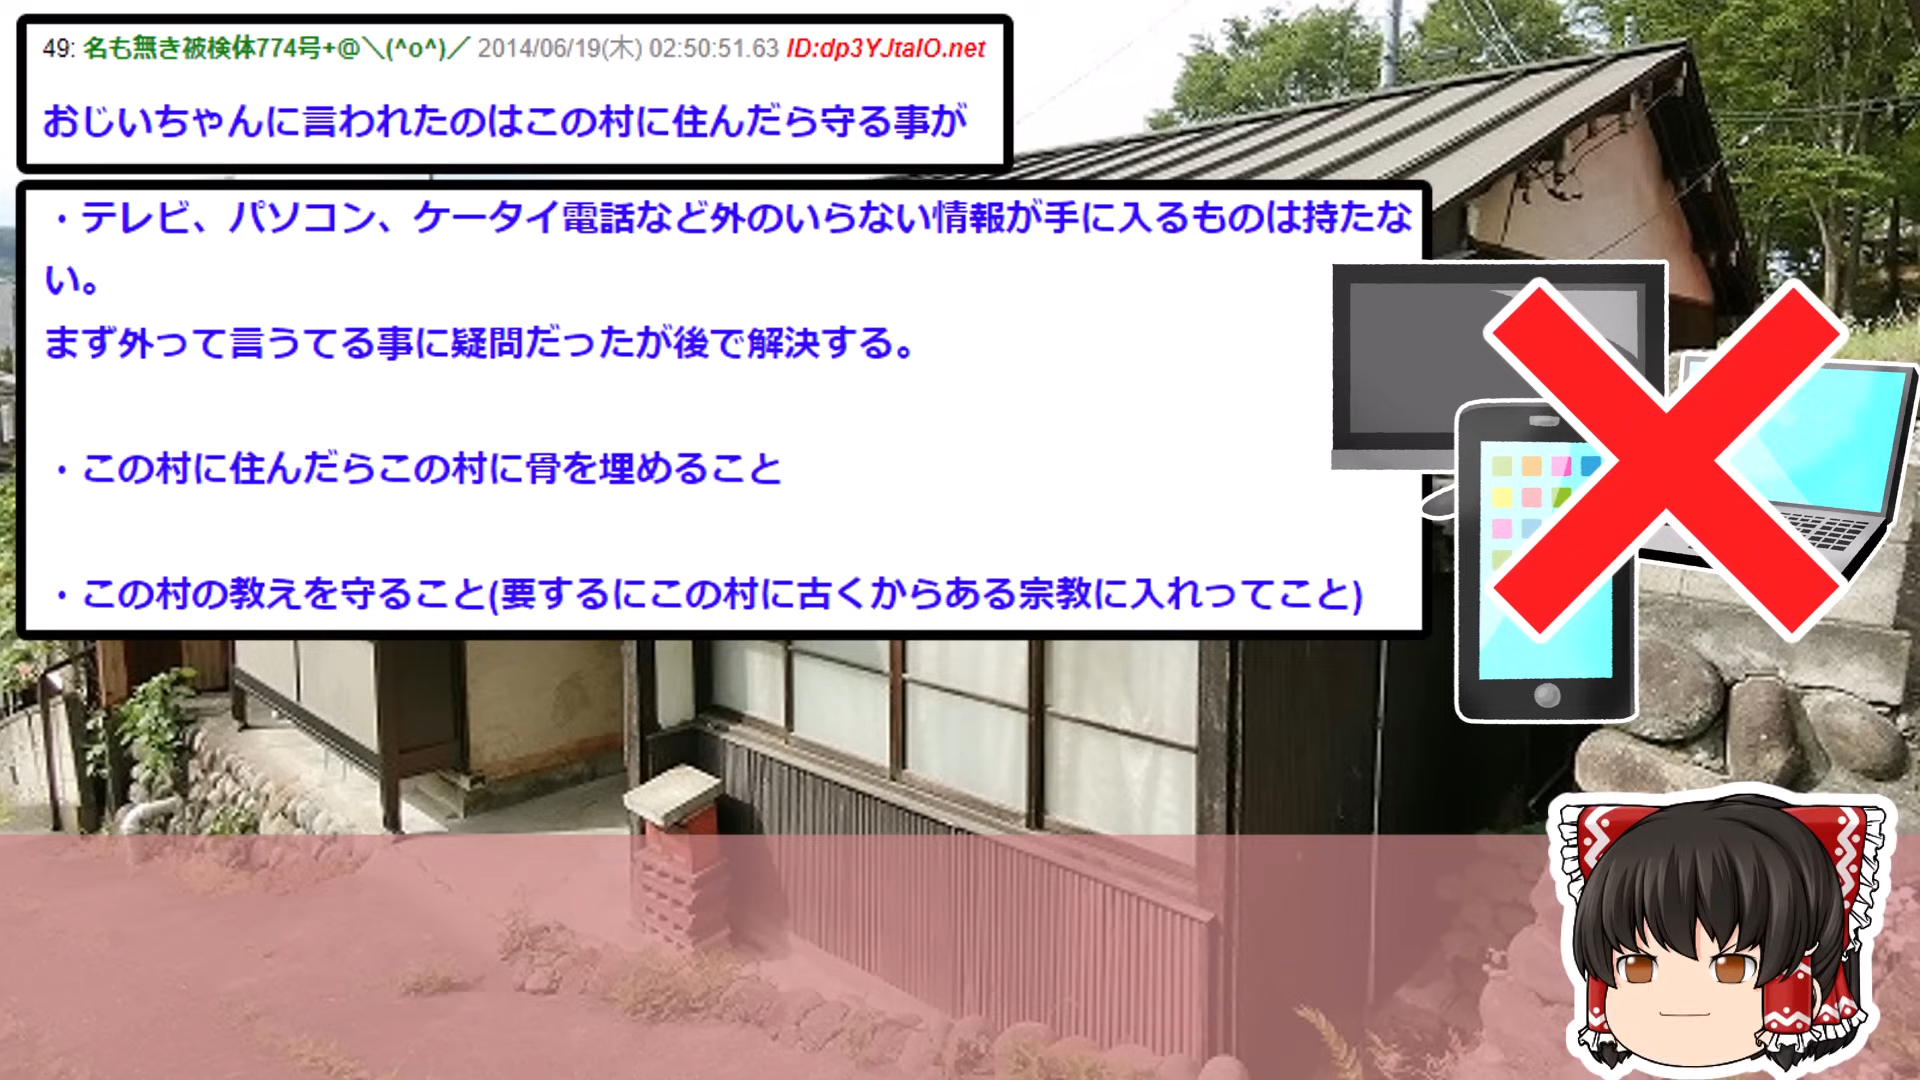 49: 名も無き被検体774号+@＼(^o^)／ 2014/06/19(木) 02:50:51.63 ID:dp3YJtaIO.net
おじいちゃんに言われたのはこの村に住んだら守る事が
・テレビ、パソコン、ケータイ電話など外のいらない情報が手に入るものは持たな
い。
まず外って言うてる事に疑問だったが後で解決する。
・この村に住んだらこの村に骨を埋めること
・この村の教えを守ること(要するにこの村に古くからある宗教に入れってこと)